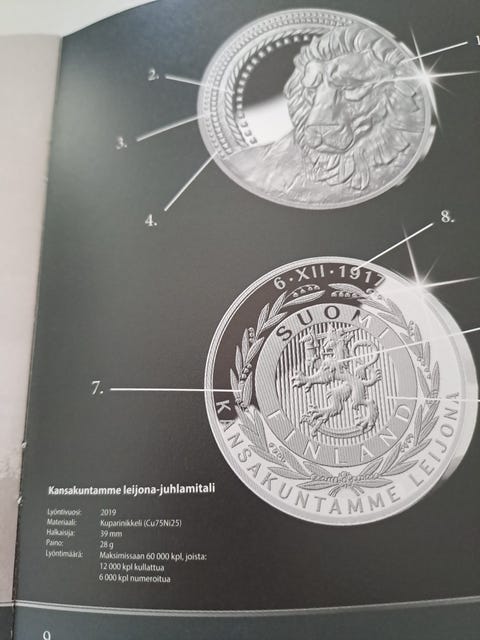 1.
2.
3.
4.
8.
6·XII·1917
SUOMI
7.
FINLAND
KANSAKUNTAMME LEIJONA
Kansakuntamme leijona-juhlamitali
Lyöntivuosi: 2019
Materiaali: Kuparinikkeli (Cu75Ni25)
Halkaisija: 39 mm
Paino: 28 g
Lyöntimäärä: Maksimissaan 60 000 kpl, joista:
12 000 kpl kullattua
6 000 kpl numeroitua
9